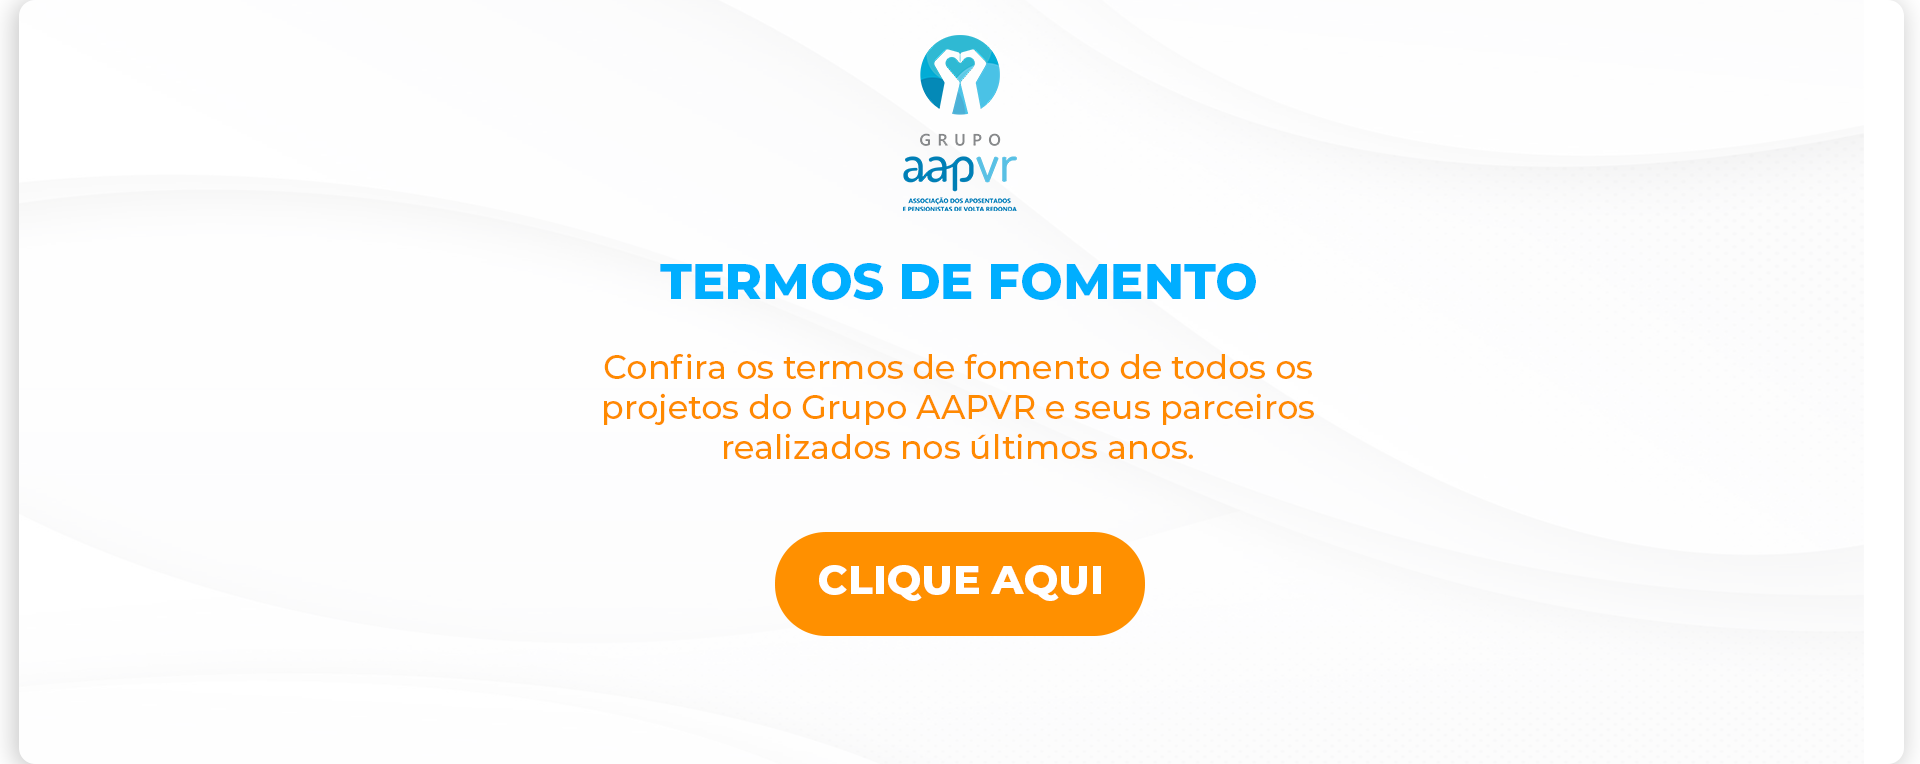 GRUPO
aapvr
ASSOCIAÇÃO DOS APOSENTADOS
E PENSIONISTAS DE VOLTA REDONDA
TERMOS DE FOMENTO
Confira os termos de fomento de todos os
projetos do Grupo AAPVR e seus parceiros
realizados nos últimos anos.
CLIQUE AQUI